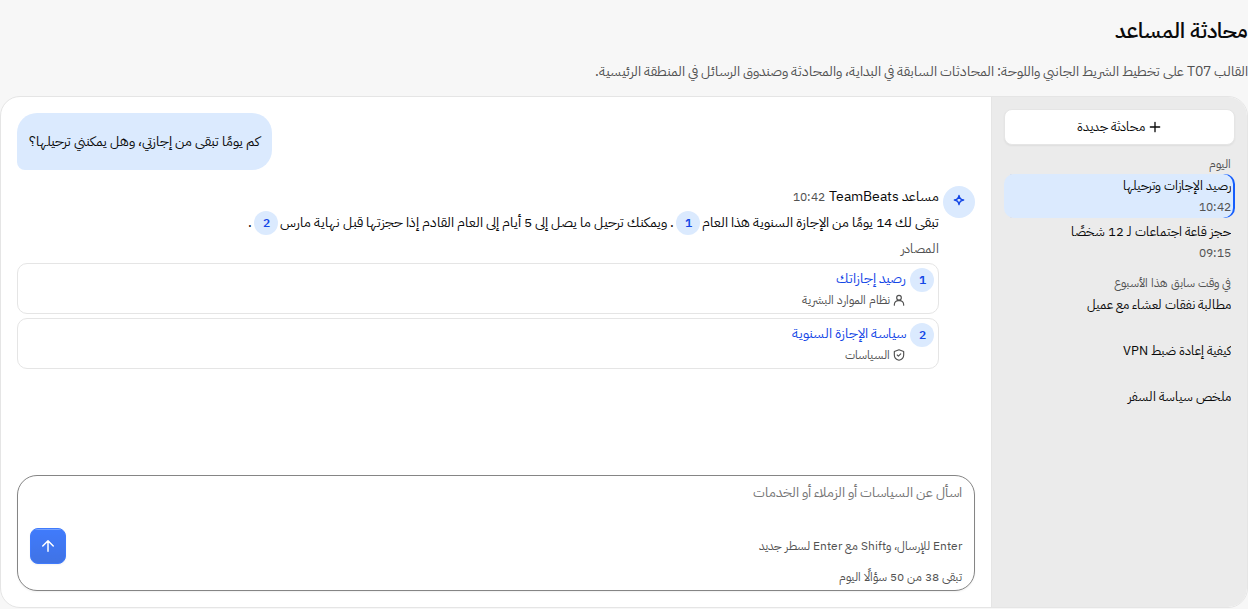 محادثة المساعد
القالب T07 على تخطيط الشريط الجانبي واللوحة: المحادثات السابقة في البداية، والمحادثة وصندوق الرسائل في المنطقة الرئيسية.
محادثة جديدة
اليوم
رصيد الإجازات وترحيلها
10:42
حجز قاعة اجتماعات لـ 12 شخصًا
09:15
في وقت سابق هذا الأسبوع
مطالبة نفقات لعشاء مع عميل
كيفية إعادة ضبط VPN
ملخص سياسة السفر
كم يومًا تبقى من إجازتي، وهل يمكنني ترحيلها؟
مساعد TeamBeats 10:42
تبقى لك 14 يومًا من الإجازة السنوية هذا العام 1 . ويمكنك ترحيل ما يصل إلى 5 أيام إلى العام القادم إذا حجزتها قبل نهاية مارس 2 .
المصادر
1 رصيد إجازاتك
نظام الموارد البشرية
2 سياسة الإجازة السنوية
السياسات
اسأل عن السياسات أو الزملاء أو الخدمات
Enter للإرسال، وShift مع Enter لسطر جديد
تبقى 38 من 50 سؤالًا اليوم